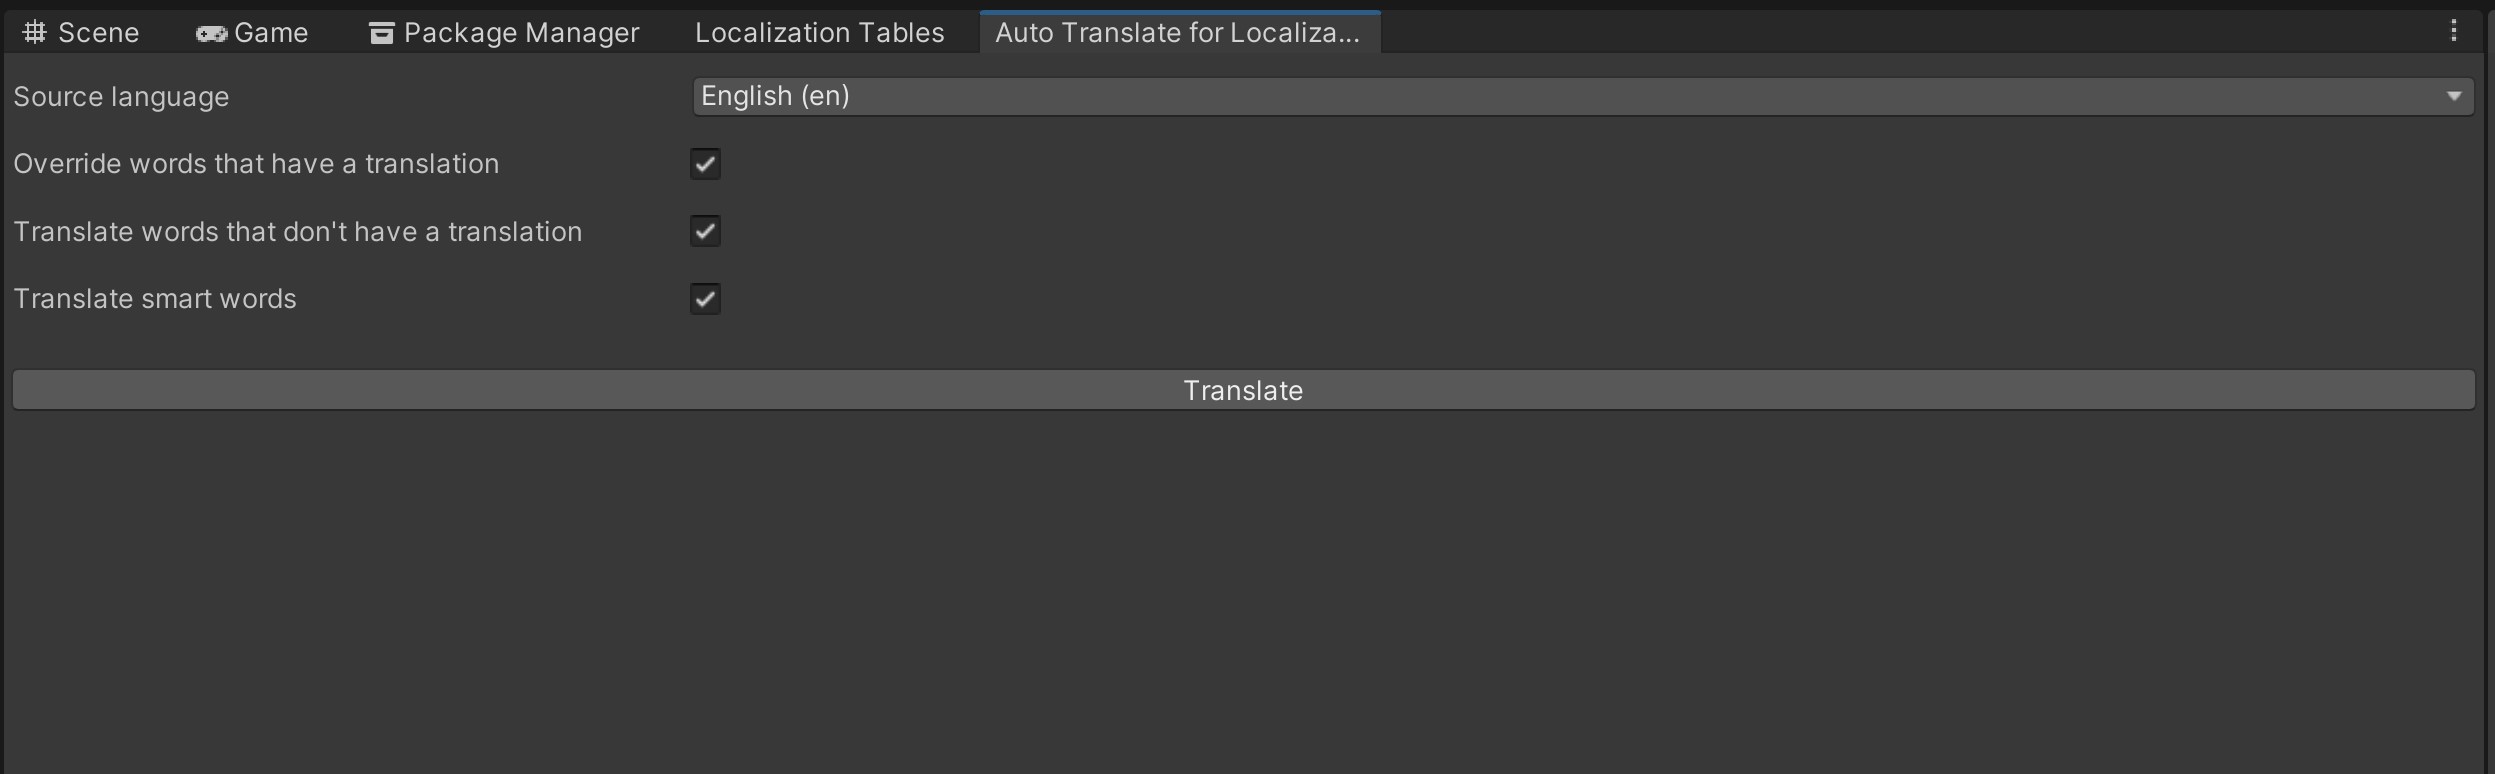 Scene Game Package Manager Localization Tables Auto Translate for Localiza...
Source language English (en)
Override words that have a translation
Translate words that don't have a translation
Translate smart words
Translate